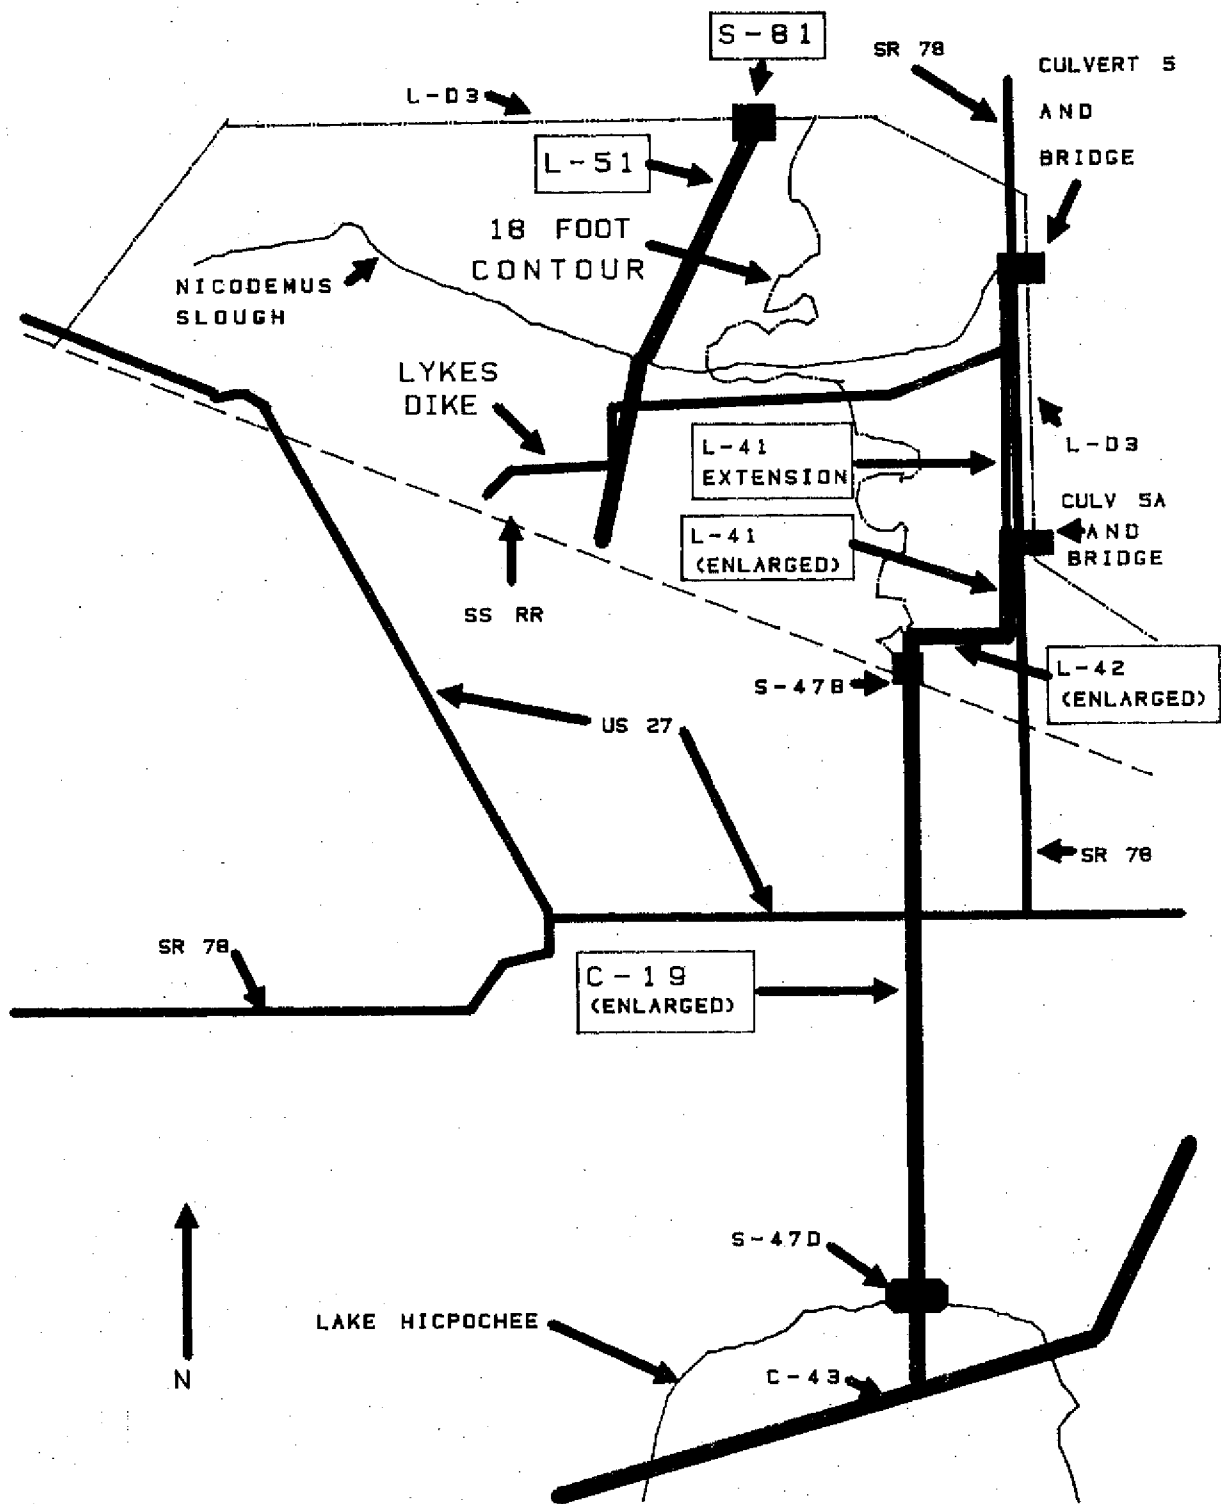 S-81
SR 78
CULVERT 5
AND
BRIDGE
L-D3
L-51
18 FOOT
CONTOUR
NICODEMUS
SLOUGH
LYKES
DIKE
L-41
EXTENSION
L-D3
CULV 5A
AND
BRIDGE
L-41
(ENLARGED)
SS RR
S-47B
L-42
(ENLARGED)
US 27
SR 78
SR 78
C-19
(ENLARGED)
S-47D
LAKE HICPOCHEE
C-43
N